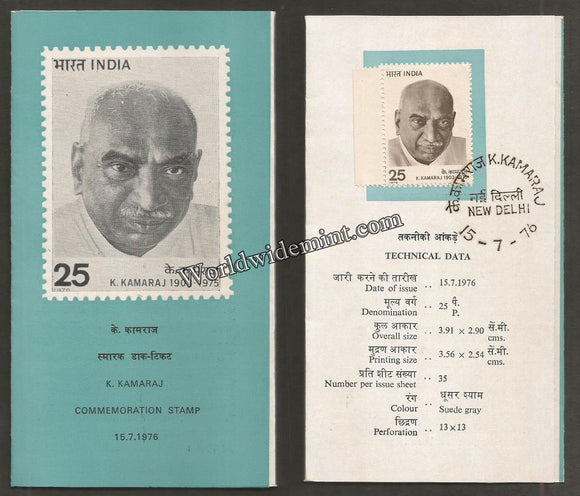 भारत INDIA
25
के. कामराज
K. KAMARAJ 1903-1975
के. कामराज
स्मारक डाक-टिकट
K. KAMARAJ
COMMEMORATION STAMP
15.7.1976
भारत INDIA
25
के. काम
K. KAMARAJ 1903
के. कामराज K. KAMARAJ
नई दिल्ली
NEW DELHI
15-7-76
तकनीकी आंकड़े
TECHNICAL DATA
जारी करने की तारीख
Date of issue .. 15.7.1976
मूल्य वर्ग .. 25 पै.
Denomination P.
कुल आकार .. 3.91 × 2.90 सें.मी.
Overall size cms.
मुद्रण आकार .. 3.56 × 2.54 सें.मी.
Printing size cms.
प्रति शीट संख्या .. 35
Number per issue sheet
रंग .. धूसर श्याम
Colour Suede gray
छिद्रण .. 13×13
Perforation
Worldwidemint.com